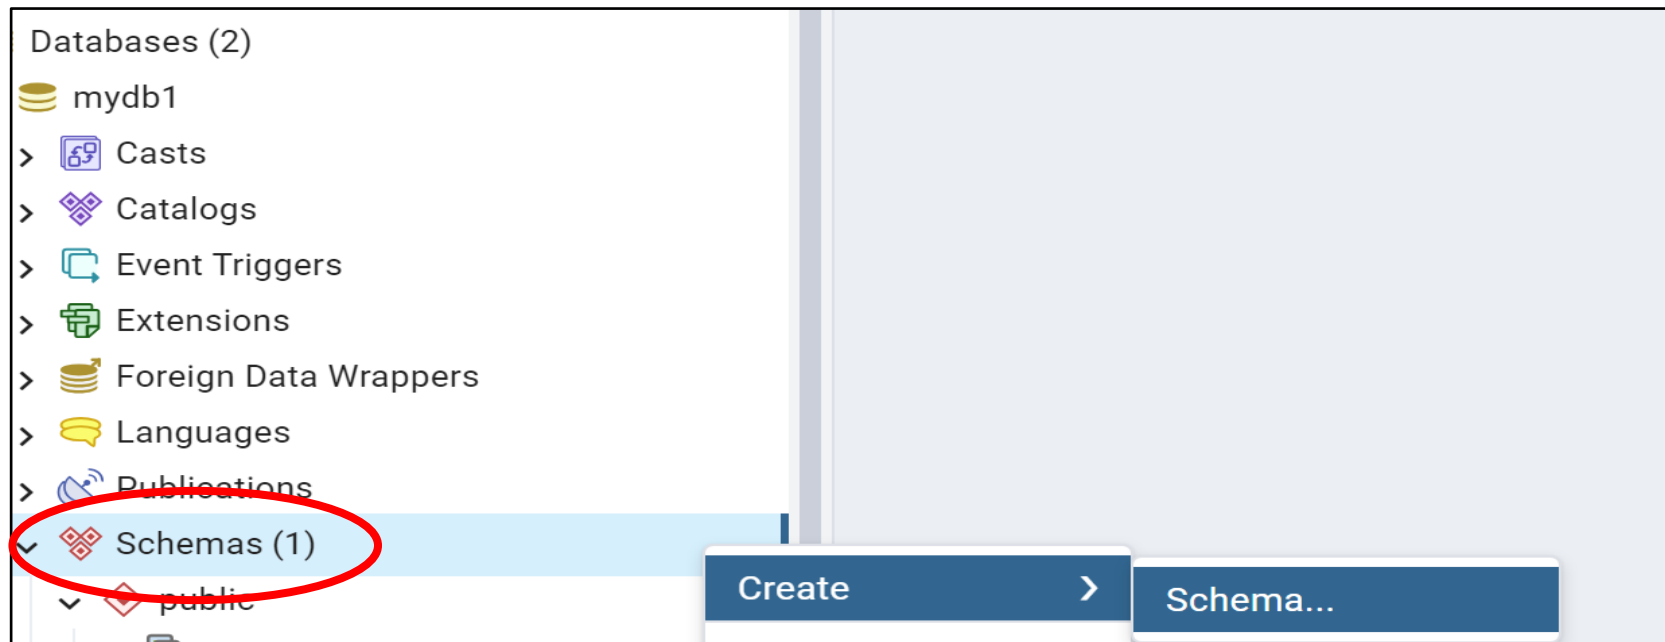 Databases (2)
mydb1
Casts
Catalogs
Event Triggers
Extensions
Foreign Data Wrappers
Languages
Publications
Schemas (1)
public
Create
Schema...